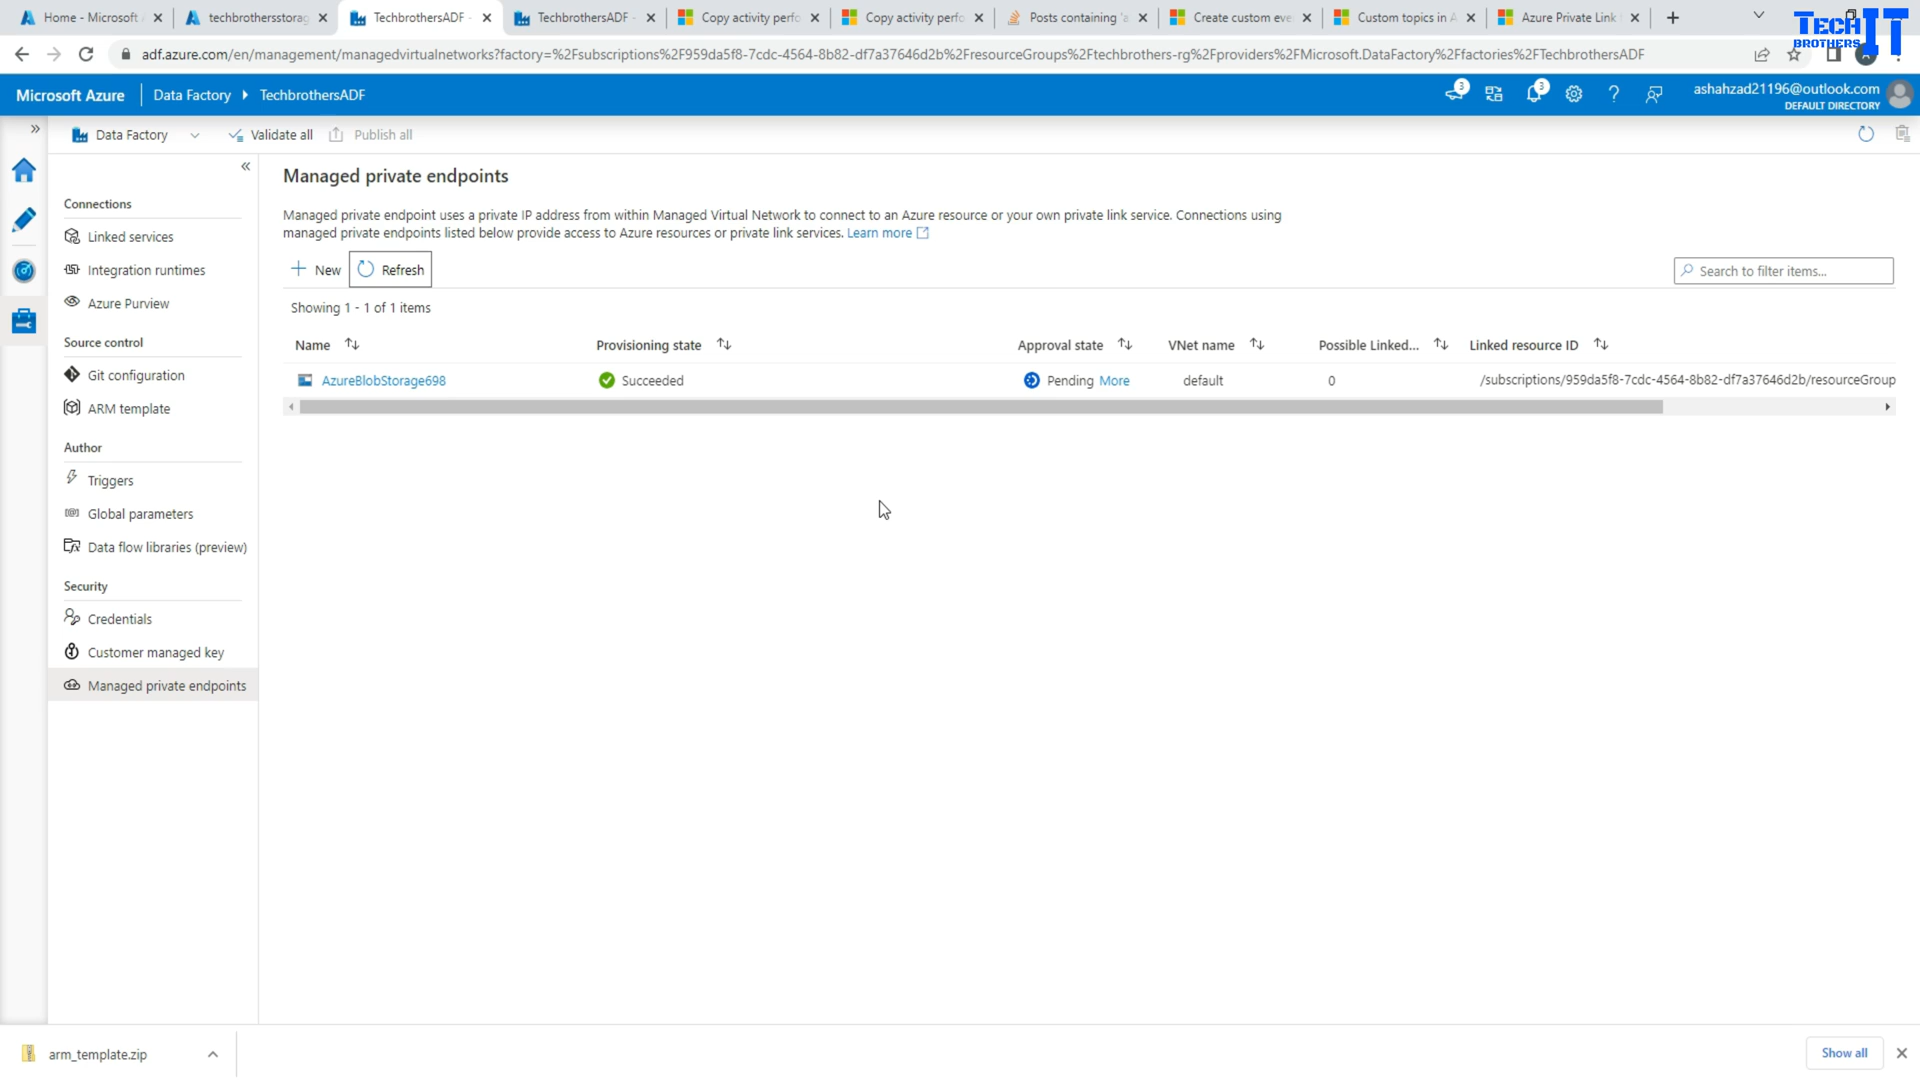 Home - Microsoft
techbrothersstorag
TechbrothersADF -
TechbrothersADF -
Copy activity perfo
Copy activity perfo
Posts containing 'a
Create custom eve
Custom topics in A
Azure Private Link
TECH IT
BROTHERS
adf.azure.com/en/management/managedvirtualnetworks?factory=%2Fsubscriptions%2F959da5f8-7cdc-4564-8b82-df7a37646d2b%2FresourceGroups%2Ftechbrothers-rg%2Fproviders%2FMicrosoft.DataFactory%2Ffactories%2FTechbrothersADF
Microsoft Azure
Data Factory
TechbrothersADF
3
3
ashahzad21196@outlook.com
DEFAULT DIRECTORY
Data Factory
Validate all
Publish all
Connections
Linked services
Integration runtimes
Azure Purview
Source control
Git configuration
ARM template
Author
Triggers
Global parameters
Data flow libraries (preview)
Security
Credentials
Customer managed key
Managed private endpoints
Managed private endpoints
Managed private endpoint uses a private IP address from within Managed Virtual Network to connect to an Azure resource or your own private link service. Connections using
managed private endpoints listed below provide access to Azure resources or private link services. Learn more
New
Refresh
Search to filter items...
Showing 1 - 1 of 1 items
Name
Provisioning state
Approval state
VNet name
Possible Linked...
Linked resource ID
AzureBlobStorage698
Succeeded
Pending More
default
0
/subscriptions/959da5f8-7cdc-4564-8b82-df7a37646d2b/resourceGroup
arm_template.zip
Show all